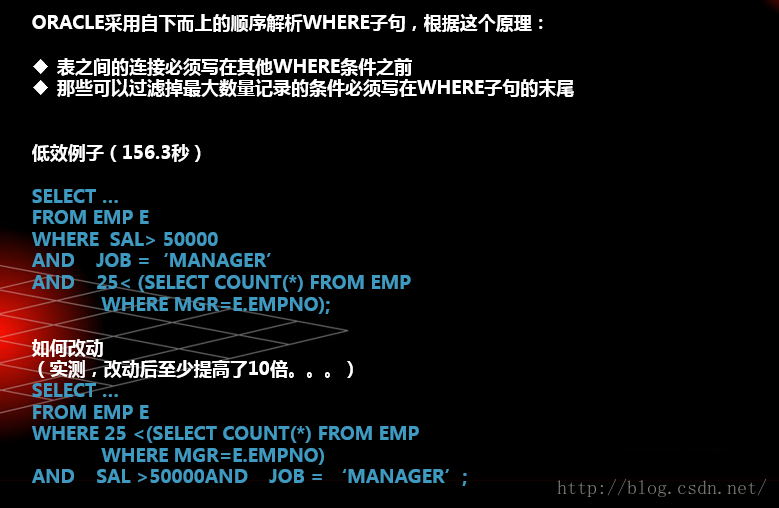 ORACLE采用自下而上的顺序解析WHERE子句，根据这个原理：
◆ 表之间的连接必须写在其他WHERE条件之前
◆ 那些可以过滤掉最大数量记录的条件必须写在WHERE子句的末尾
低效例子（156.3秒）
SELECT …
FROM EMP E
WHERE  SAL> 50000
AND    JOB =  ‘MANAGER’
AND    25< (SELECT COUNT(*) FROM EMP
WHERE MGR=E.EMPNO);
如何改动
（实测，改动后至少提高了10倍。。。）
SELECT …
FROM EMP E
WHERE 25 <(SELECT COUNT(*) FROM EMP
WHERE MGR=E.EMPNO)
AND    SAL >50000AND    JOB =  ‘MANAGER’ ;
http://blog.csdn.net/